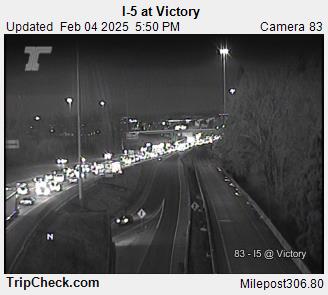 I-5 at Victory
Updated  Feb 04 2025  5:50 PM
Camera 83
T
N
83 - I5 @ Victory
TripCheck.com
Milepost306.80